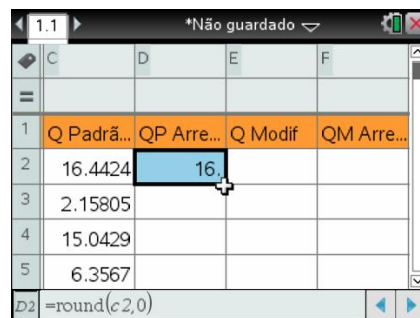 1.1 *Não guardado
C D E F
=
1 Q Padrã... QP Arre... Q Modif QM Arre...
2 16.4424 16.
3 2.15805
4 15.0429
5 6.3567
D2 =round(c2,0)